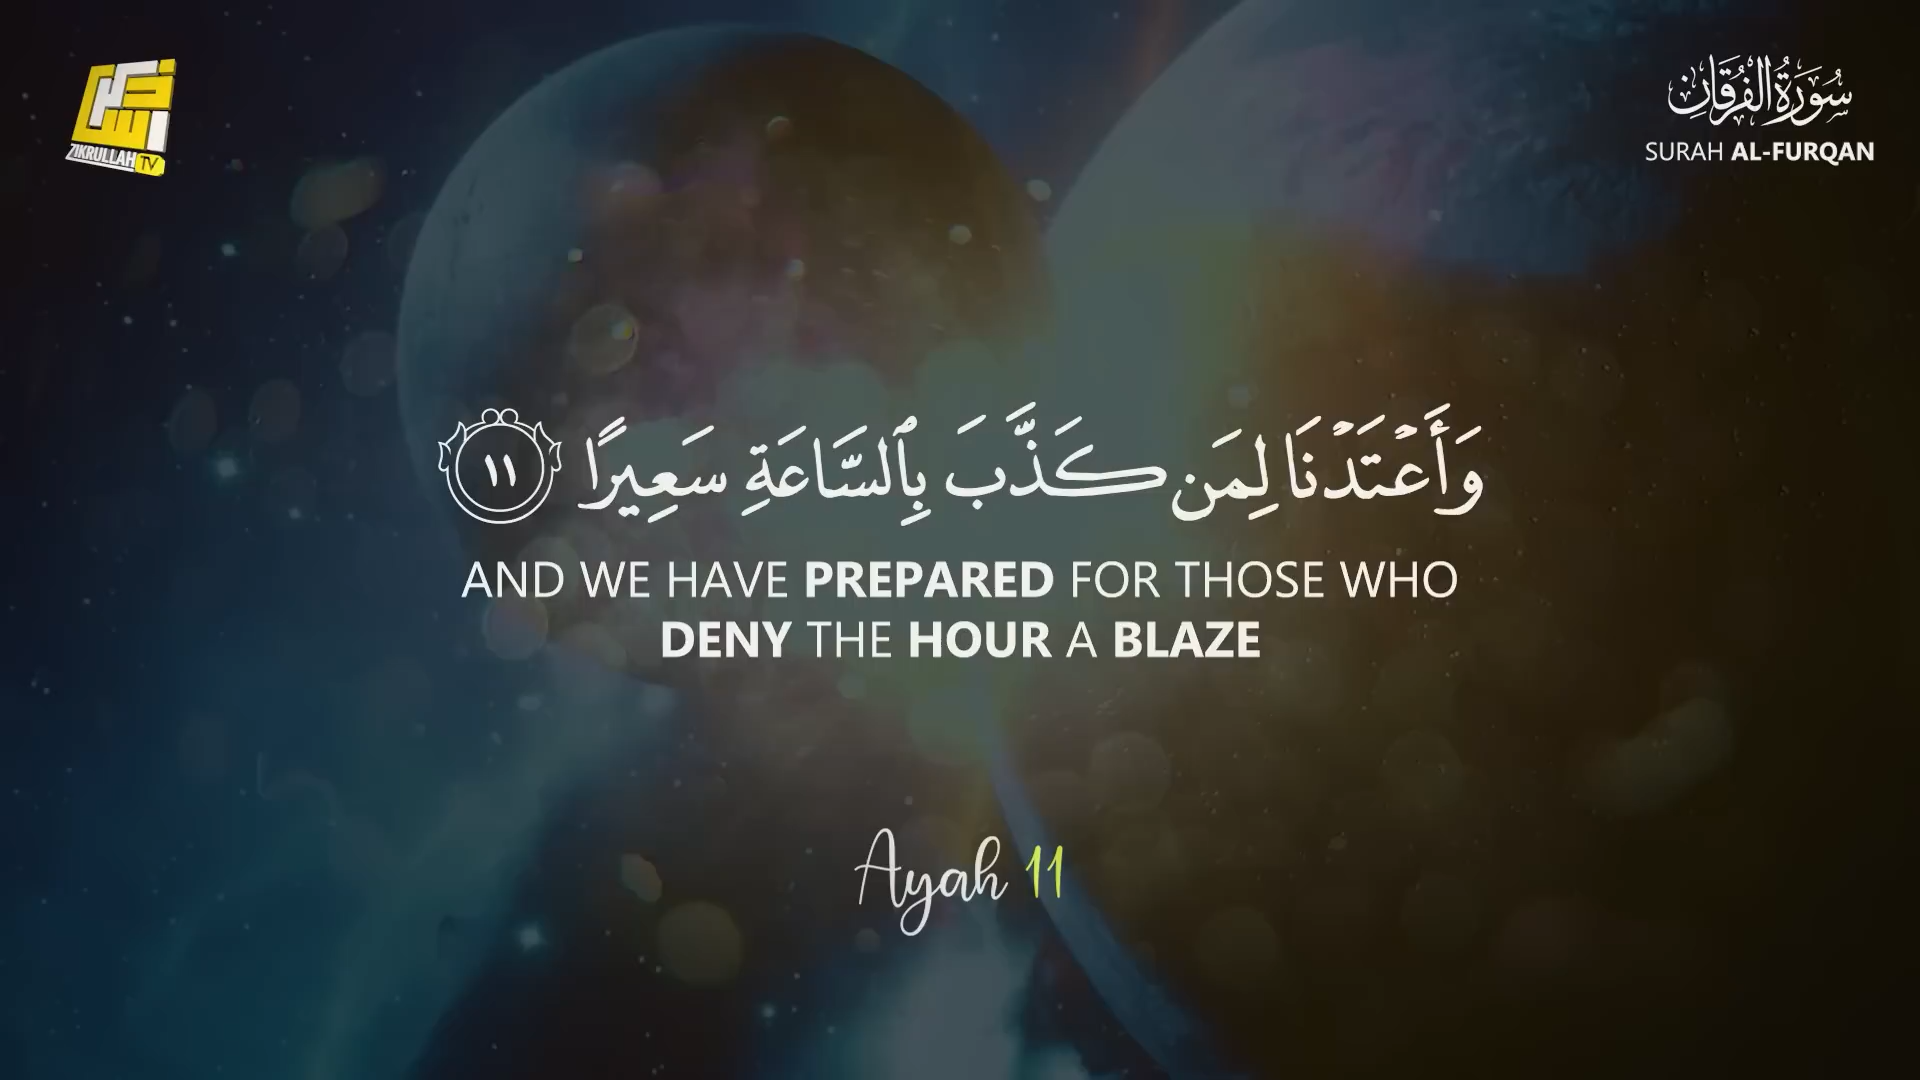 ZIKRULLAH TV
سُورَةُ الْفُرْقَانِ
SURAH AL-FURQAN
وَأَعْتَدْنَا لِمَن كَذَّبَ بِٱلسَّاعَةِ سَعِيرًا ١١
AND WE HAVE PREPARED FOR THOSE WHO
DENY THE HOUR A BLAZE
Ayah 11